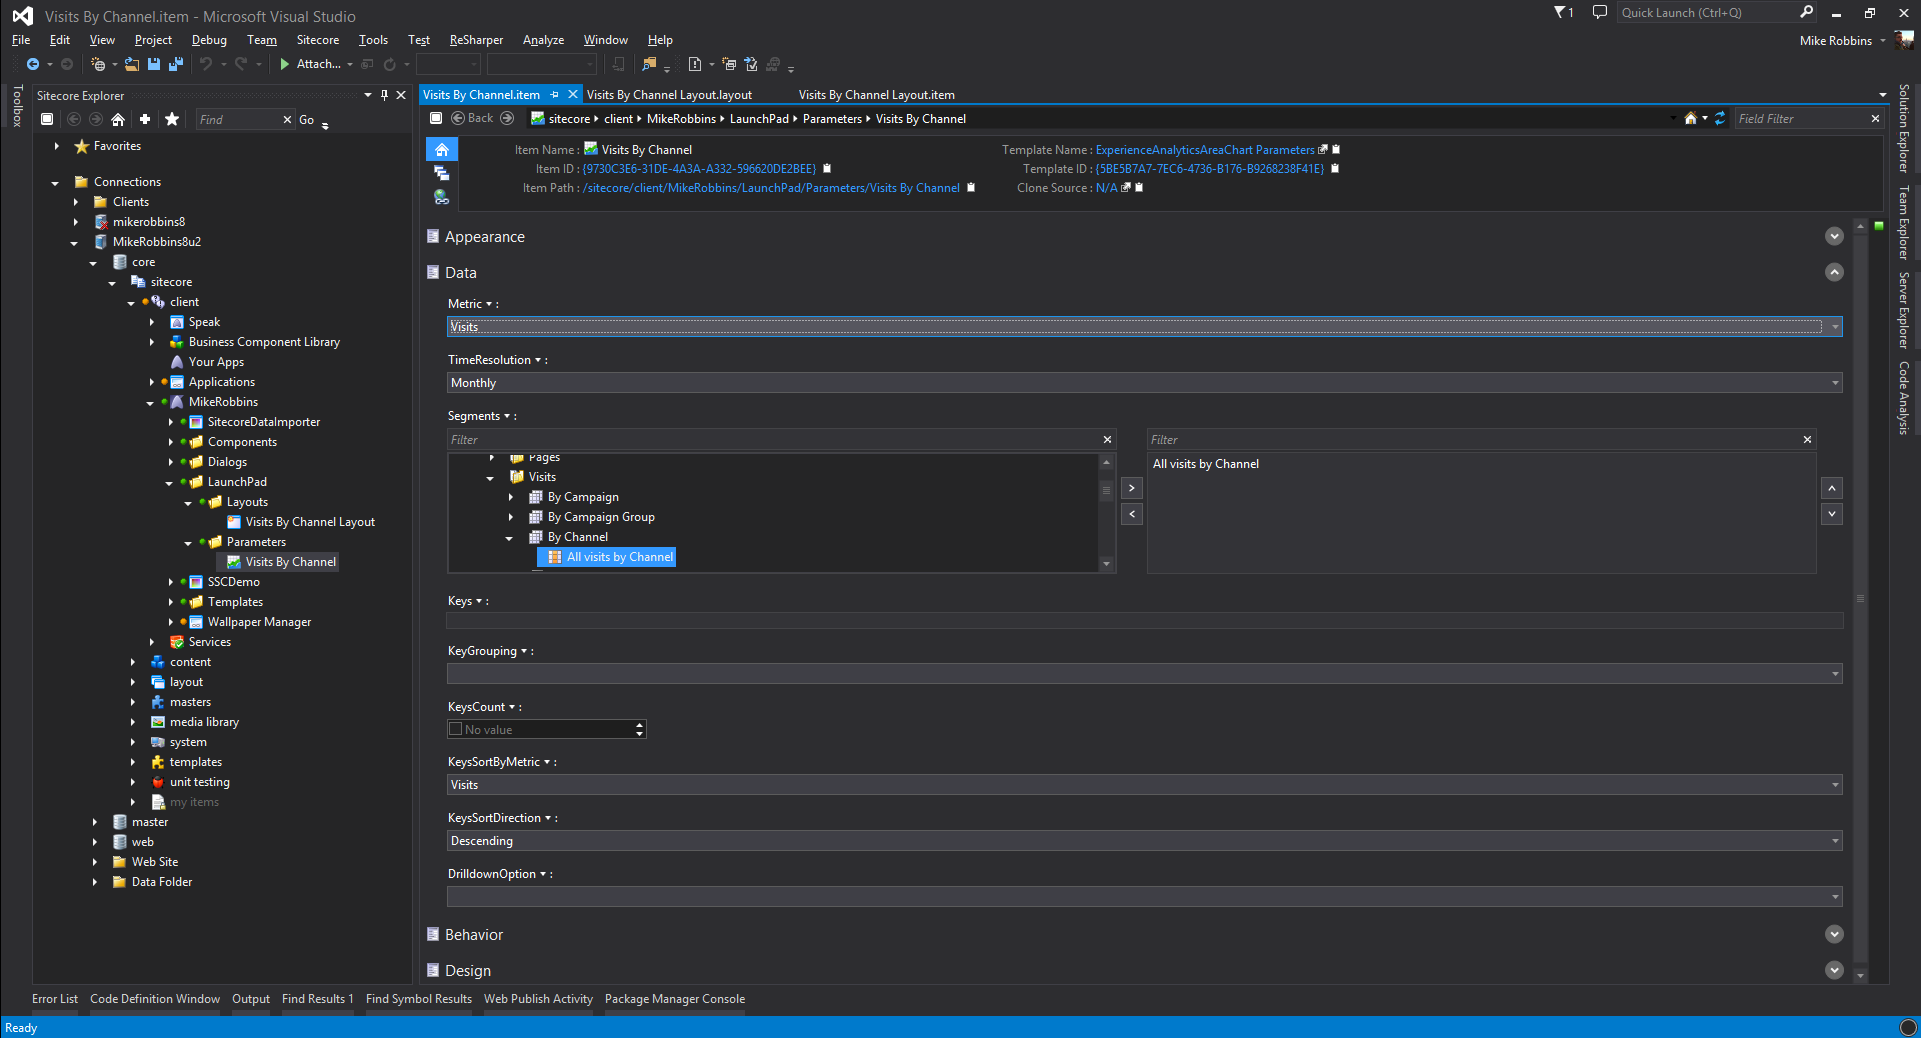 Visits By Channel.item - Microsoft Visual Studio
1
Quick Launch (Ctrl+Q)
File Edit View Project Debug Team Sitecore Tools Test ReSharper Analyze Window Help
Mike Robbins
Attach...
Toolbox
Sitecore Explorer
Find
Go
Favorites
Connections
Clients
mikerobbins8
MikeRobbins8u2
core
sitecore
client
Speak
Business Component Library
Your Apps
Applications
MikeRobbins
SitecoreDataImporter
Components
Dialogs
LaunchPad
Layouts
Visits By Channel Layout
Parameters
Visits By Channel
SSCDemo
Templates
Wallpaper Manager
Services
content
layout
masters
media library
system
templates
unit testing
my items
master
web
Web Site
Data Folder
Visits By Channel.item
Visits By Channel Layout.layout
Visits By Channel Layout.item
Back
sitecore client MikeRobbins LaunchPad Parameters Visits By Channel
Field Filter
Item Name : Visits By Channel
Item ID : {9730C3E6-31DE-4A3A-A332-596620DE2BEE}
Item Path : /sitecore/client/MikeRobbins/LaunchPad/Parameters/Visits By Channel
Template Name : ExperienceAnalyticsAreaChart Parameters
Template ID : {5BE5B7A7-7EC6-4736-B176-B9268238F41E}
Clone Source : N/A
Appearance
Data
Metric :
Visits
TimeResolution :
Monthly
Segments :
Filter
Pages
Visits
By Campaign
By Campaign Group
By Channel
All visits by Channel
Filter
All visits by Channel
Keys :
KeyGrouping :
KeysCount :
No value
KeysSortByMetric :
Visits
KeysSortDirection :
Descending
DrilldownOption :
Behavior
Design
Solution Explorer
Team Explorer
Server Explorer
Code Analysis
Error List Code Definition Window Output Find Results 1 Find Symbol Results Web Publish Activity Package Manager Console
Ready